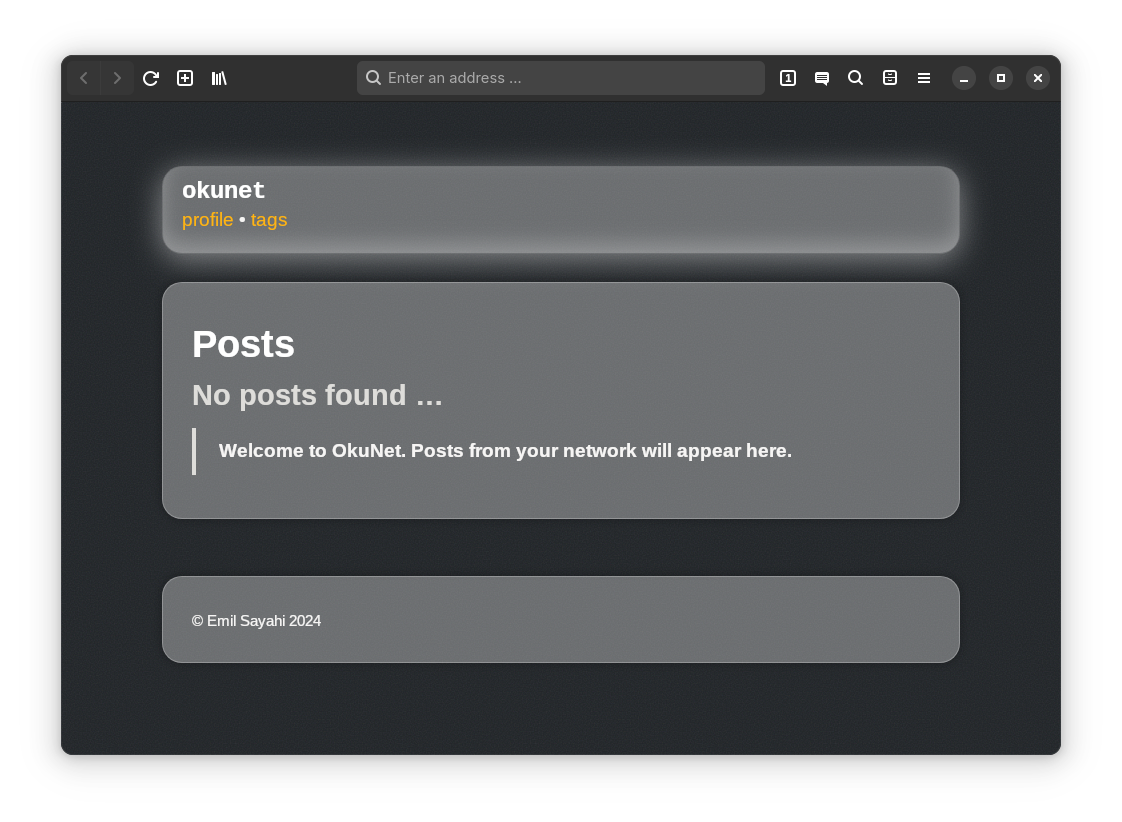 Enter an address ...
1
okunet
profile • tags
Posts
No posts found …
Welcome to OkuNet. Posts from your network will appear here.
© Emil Sayahi 2024